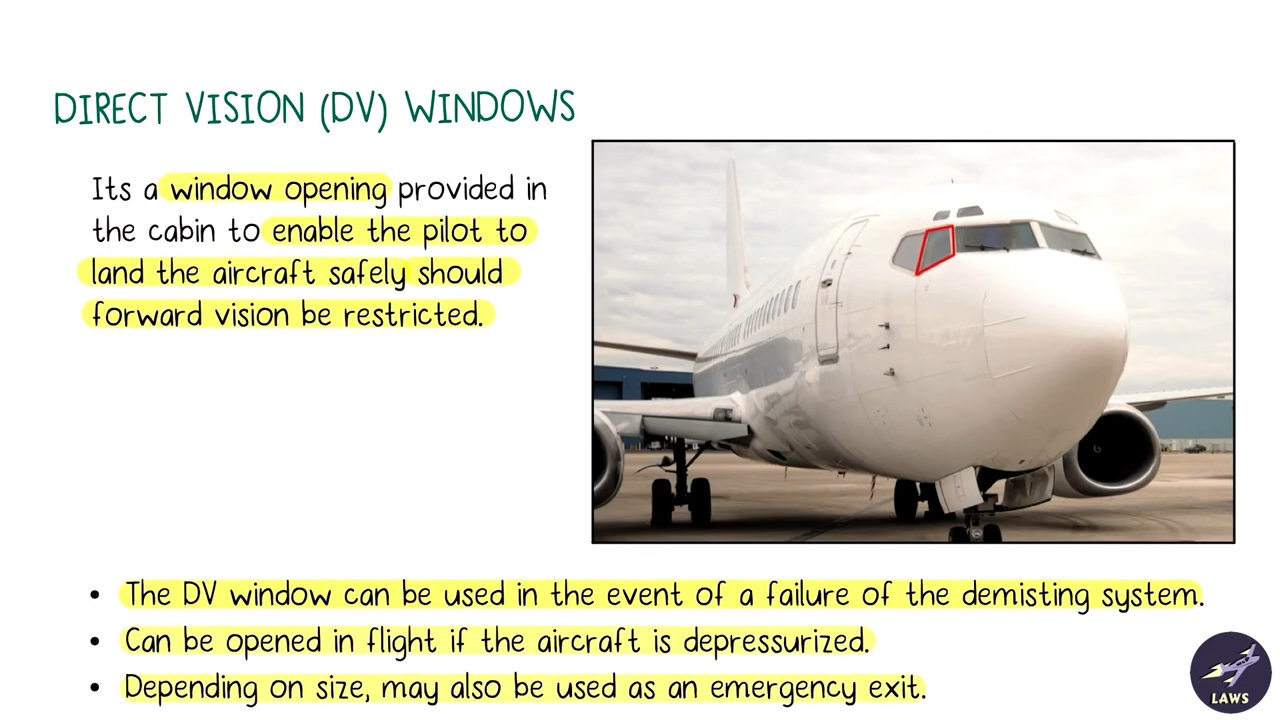 DIRECT VISION (DV) WINDOWS
Its a window opening provided in
the cabin to enable the pilot to
land the aircraft safely should
forward vision be restricted.
• The DV window can be used in the event of a failure of the demisting system.
• Can be opened in flight if the aircraft is depressurized.
• Depending on size, may also be used as an emergency exit.
LAWS